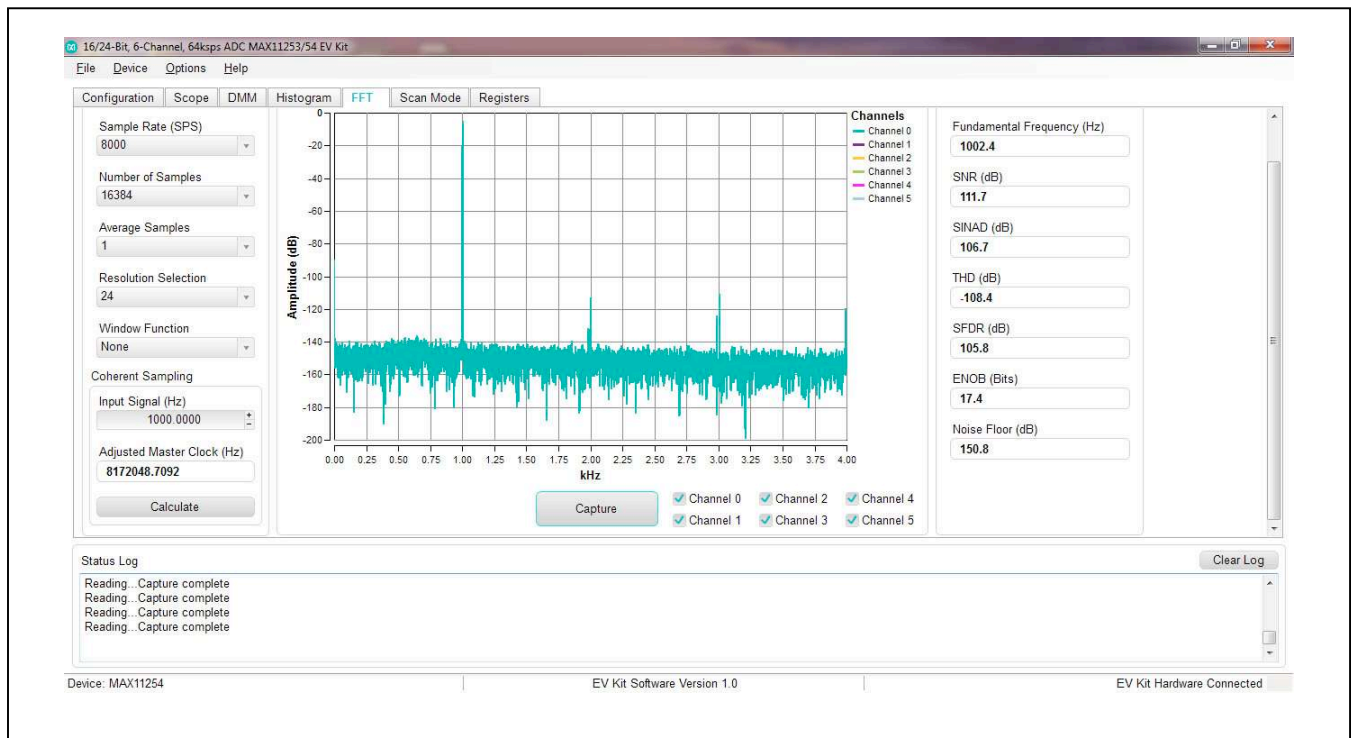 16/24-Bit, 6-Channel, 64ksps ADC MAX11253/54 EV Kit
File Device Options Help
Configuration Scope DMM Histogram FFT Scan Mode Registers
Sample Rate (SPS)
8000
Number of Samples
16384
Average Samples
1
Resolution Selection
24
Window Function
None
Coherent Sampling
Input Signal (Hz)
1000.0000
Adjusted Master Clock (Hz)
8172048.7092
Calculate
Amplitude (dB)
0
-20
-40
-60
-80
-100
-120
-140
-160
-180
-200
0.00 0.25 0.50 0.75 1.00 1.25 1.50 1.75 2.00 2.25 2.50 2.75 3.00 3.25 3.50 3.75 4.00
kHz
Channels
Channel 0
Channel 1
Channel 2
Channel 3
Channel 4
Channel 5
Capture
Channel 0 Channel 2 Channel 4
Channel 1 Channel 3 Channel 5
Fundamental Frequency (Hz)
1002.4
SNR (dB)
111.7
SINAD (dB)
106.7
THD (dB)
-108.4
SFDR (dB)
105.8
ENOB (Bits)
17.4
Noise Floor (dB)
150.8
Status Log
Clear Log
Reading...Capture complete
Reading...Capture complete
Reading...Capture complete
Reading...Capture complete
Device: MAX11254
EV Kit Software Version 1.0
EV Kit Hardware Connected